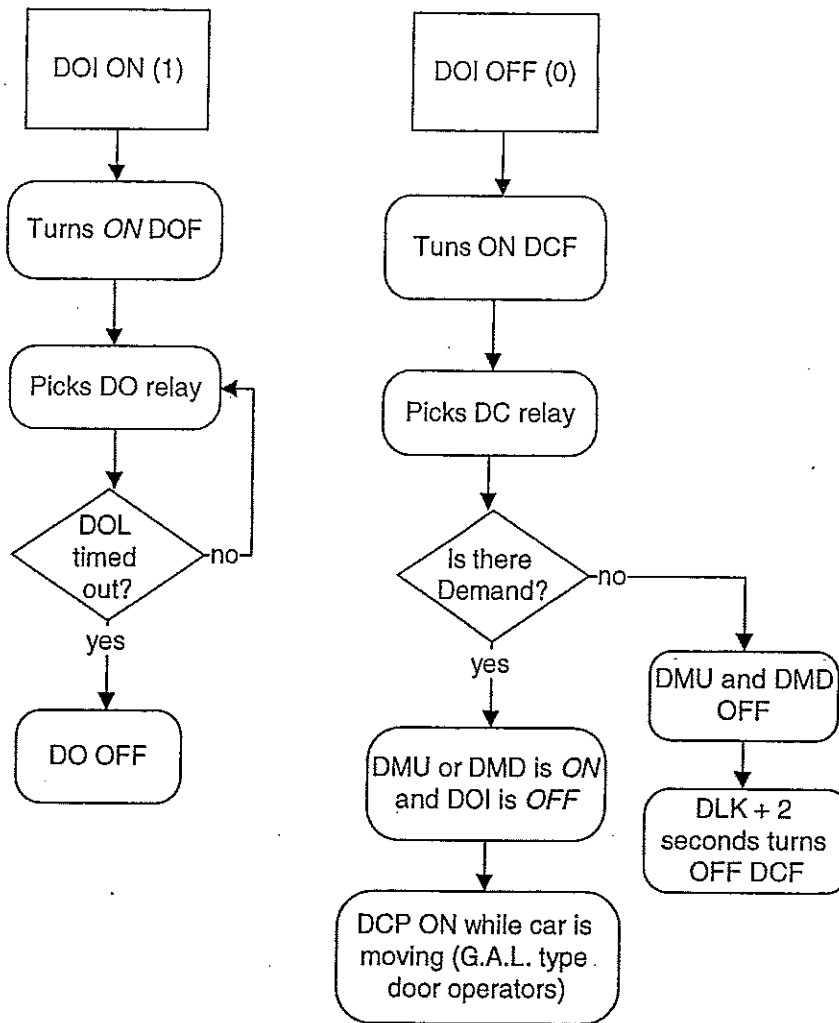 DOI ON (1)
Turns ON DOF
Picks DO relay
DOL
timed
out?
no
yes
DO OFF
DOI OFF (0)
Tuns ON DCF
Picks DC relay
Is there
Demand?
no
yes
DMU and DMD
OFF
DLK + 2
seconds turns
OFF DCF
DMU or DMD is ON
and DOI is OFF
DCP ON while car is
moving (G.A.L. type
door operators)